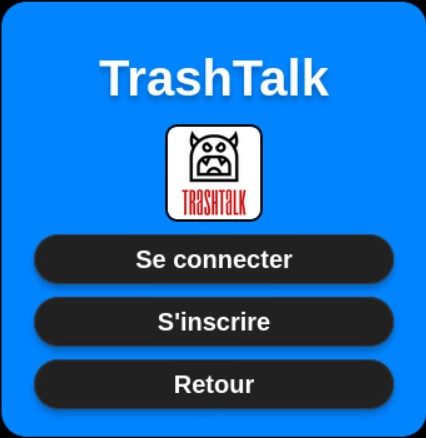 TrashTalk
TRASHTALK
Se connecter
S'inscrire
Retour